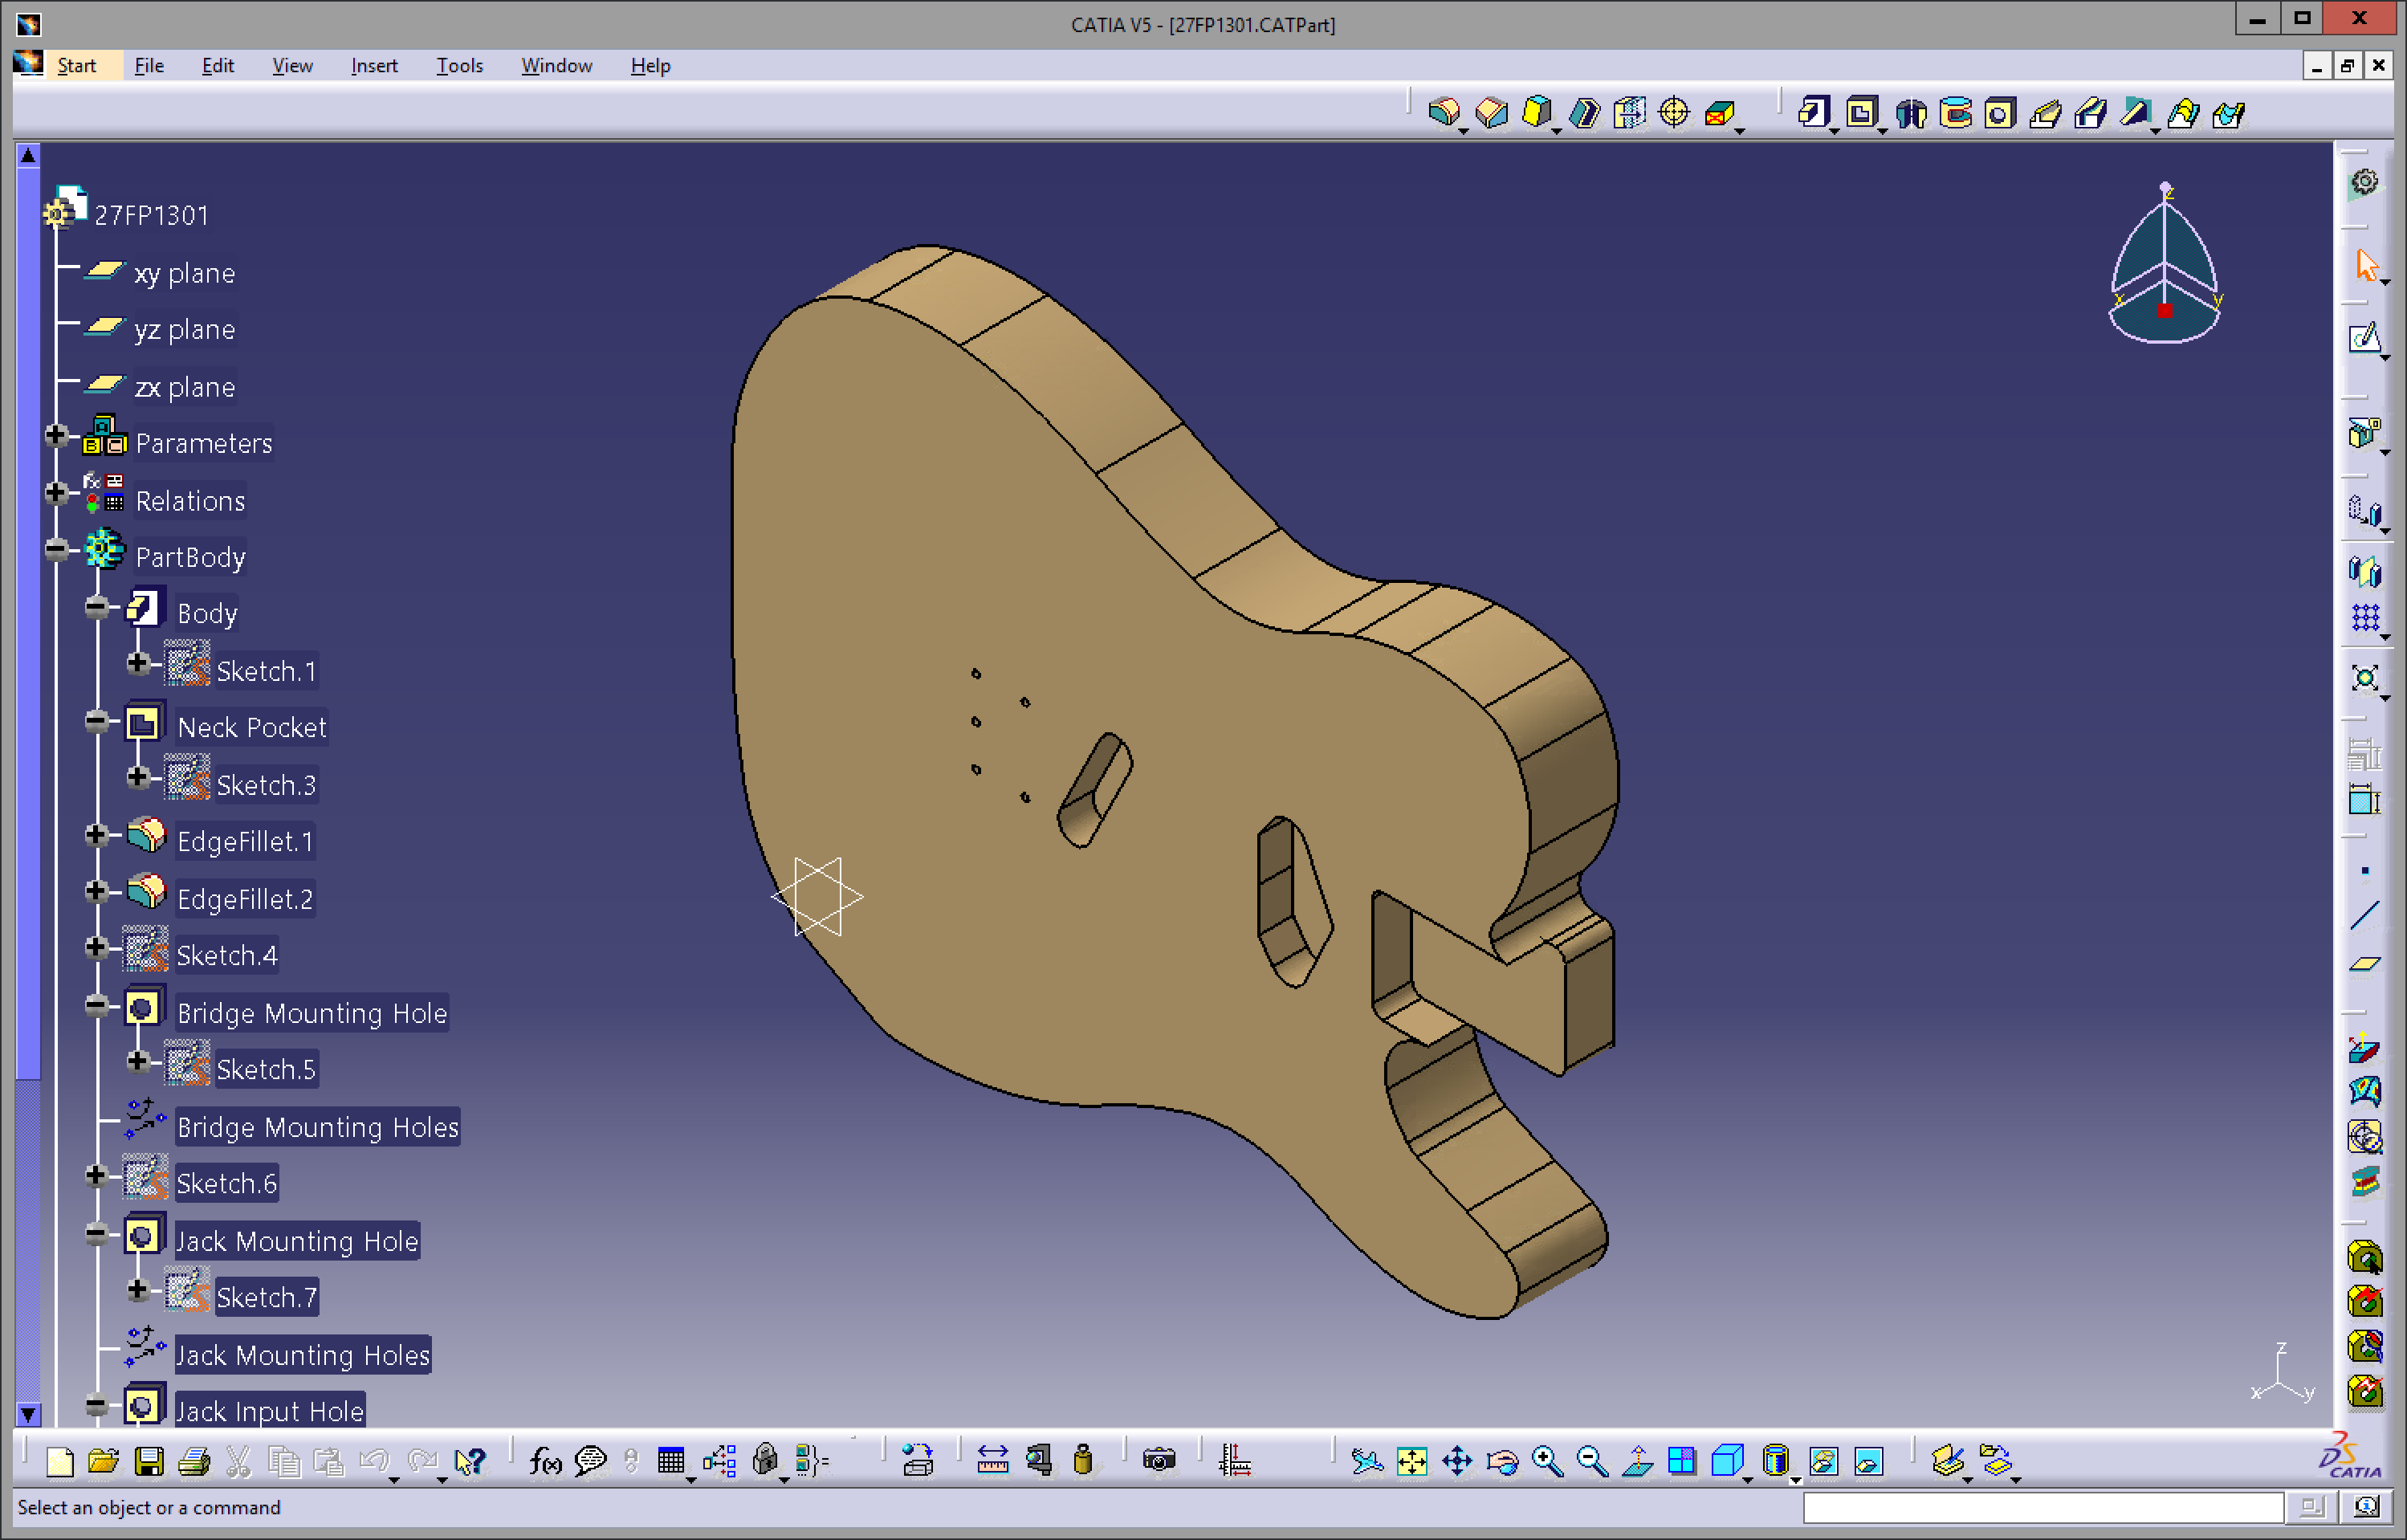 CATIA V5 - [27FP1301.CATPart]
Start File Edit View Insert Tools Window Help
27FP1301
xy plane
yz plane
zx plane
Parameters
Relations
PartBody
Body
Sketch.1
Neck Pocket
Sketch.3
EdgeFillet.1
EdgeFillet.2
Sketch.4
Bridge Mounting Hole
Sketch.5
Bridge Mounting Holes
Sketch.6
Jack Mounting Hole
Sketch.7
Jack Mounting Holes
Jack Input Hole
z
x y
z
x y
f(x)
CATIA
Select an object or a command